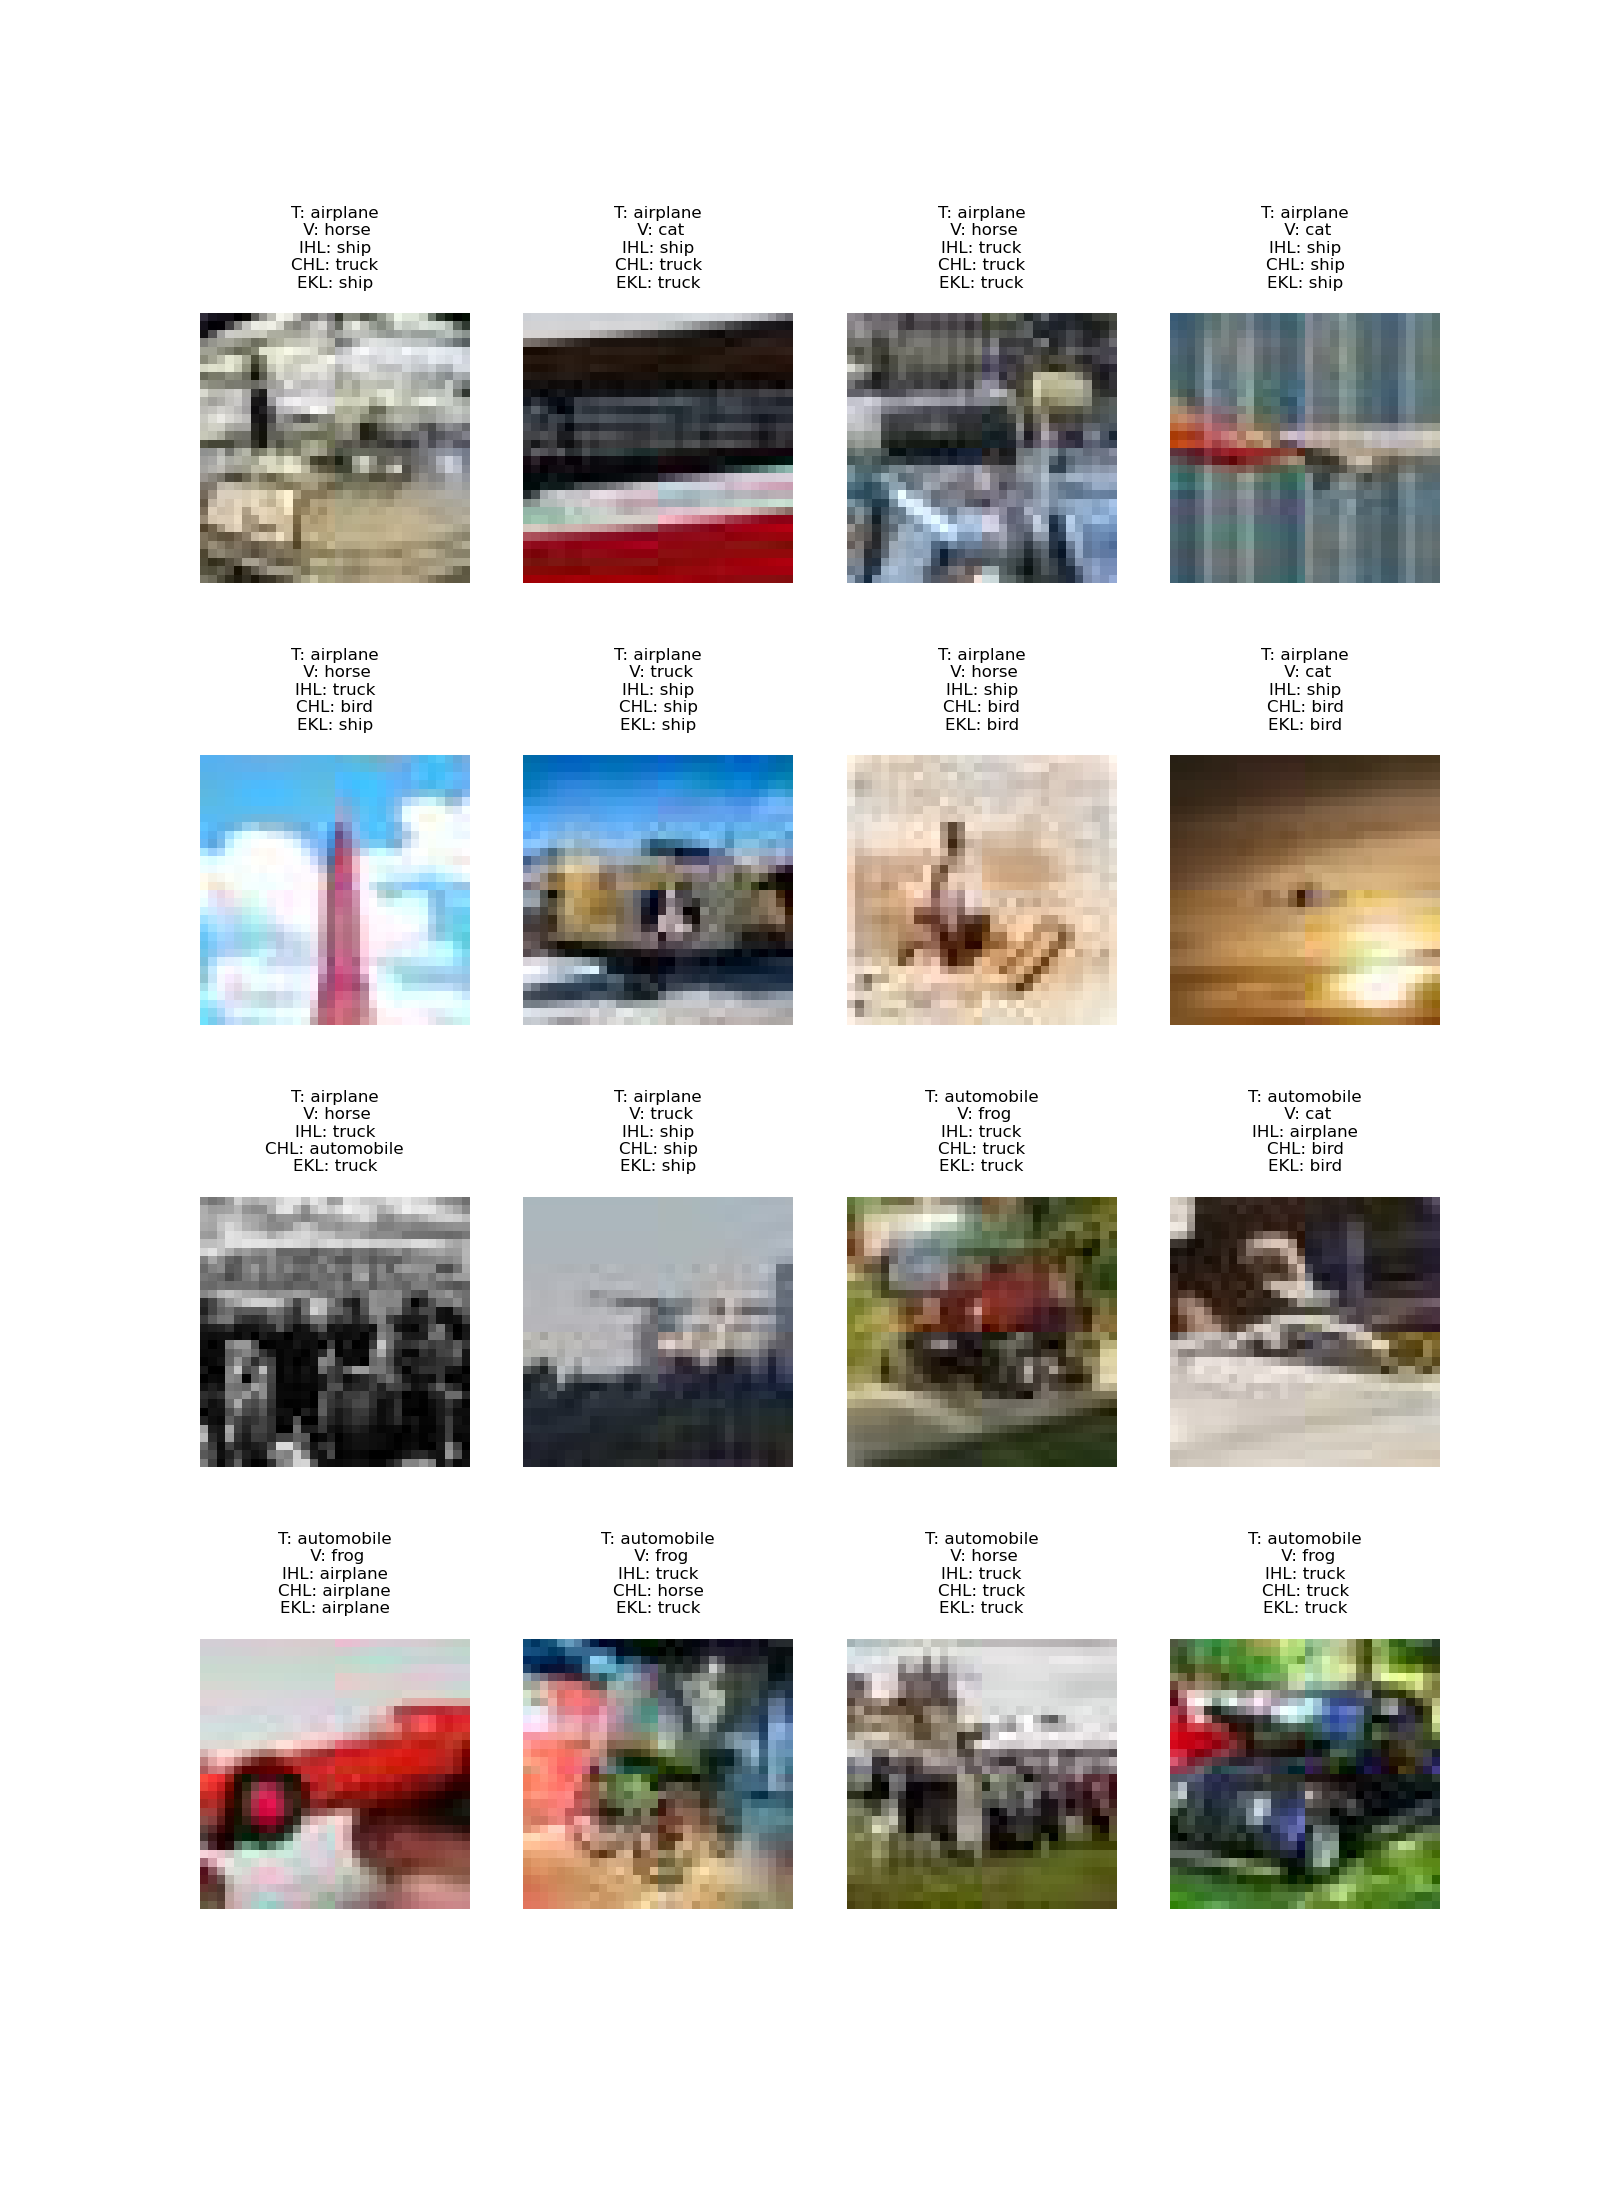 T: airplane
V: horse
IHL: ship
CHL: truck
EKL: ship
T: airplane
V: cat
IHL: ship
CHL: truck
EKL: truck
T: airplane
V: horse
IHL: truck
CHL: truck
EKL: truck
T: airplane
V: cat
IHL: ship
CHL: ship
EKL: ship
T: airplane
V: horse
IHL: truck
CHL: bird
EKL: ship
T: airplane
V: truck
IHL: ship
CHL: ship
EKL: ship
T: airplane
V: horse
IHL: ship
CHL: bird
EKL: bird
T: airplane
V: cat
IHL: ship
CHL: bird
EKL: bird
T: airplane
V: horse
IHL: truck
CHL: automobile
EKL: truck
T: airplane
V: truck
IHL: ship
CHL: ship
EKL: ship
T: automobile
V: frog
IHL: truck
CHL: truck
EKL: truck
T: automobile
V: cat
IHL: airplane
CHL: bird
EKL: bird
T: automobile
V: frog
IHL: airplane
CHL: airplane
EKL: airplane
T: automobile
V: frog
IHL: truck
CHL: horse
EKL: truck
T: automobile
V: horse
IHL: truck
CHL: truck
EKL: truck
T: automobile
V: frog
IHL: truck
CHL: truck
EKL: truck